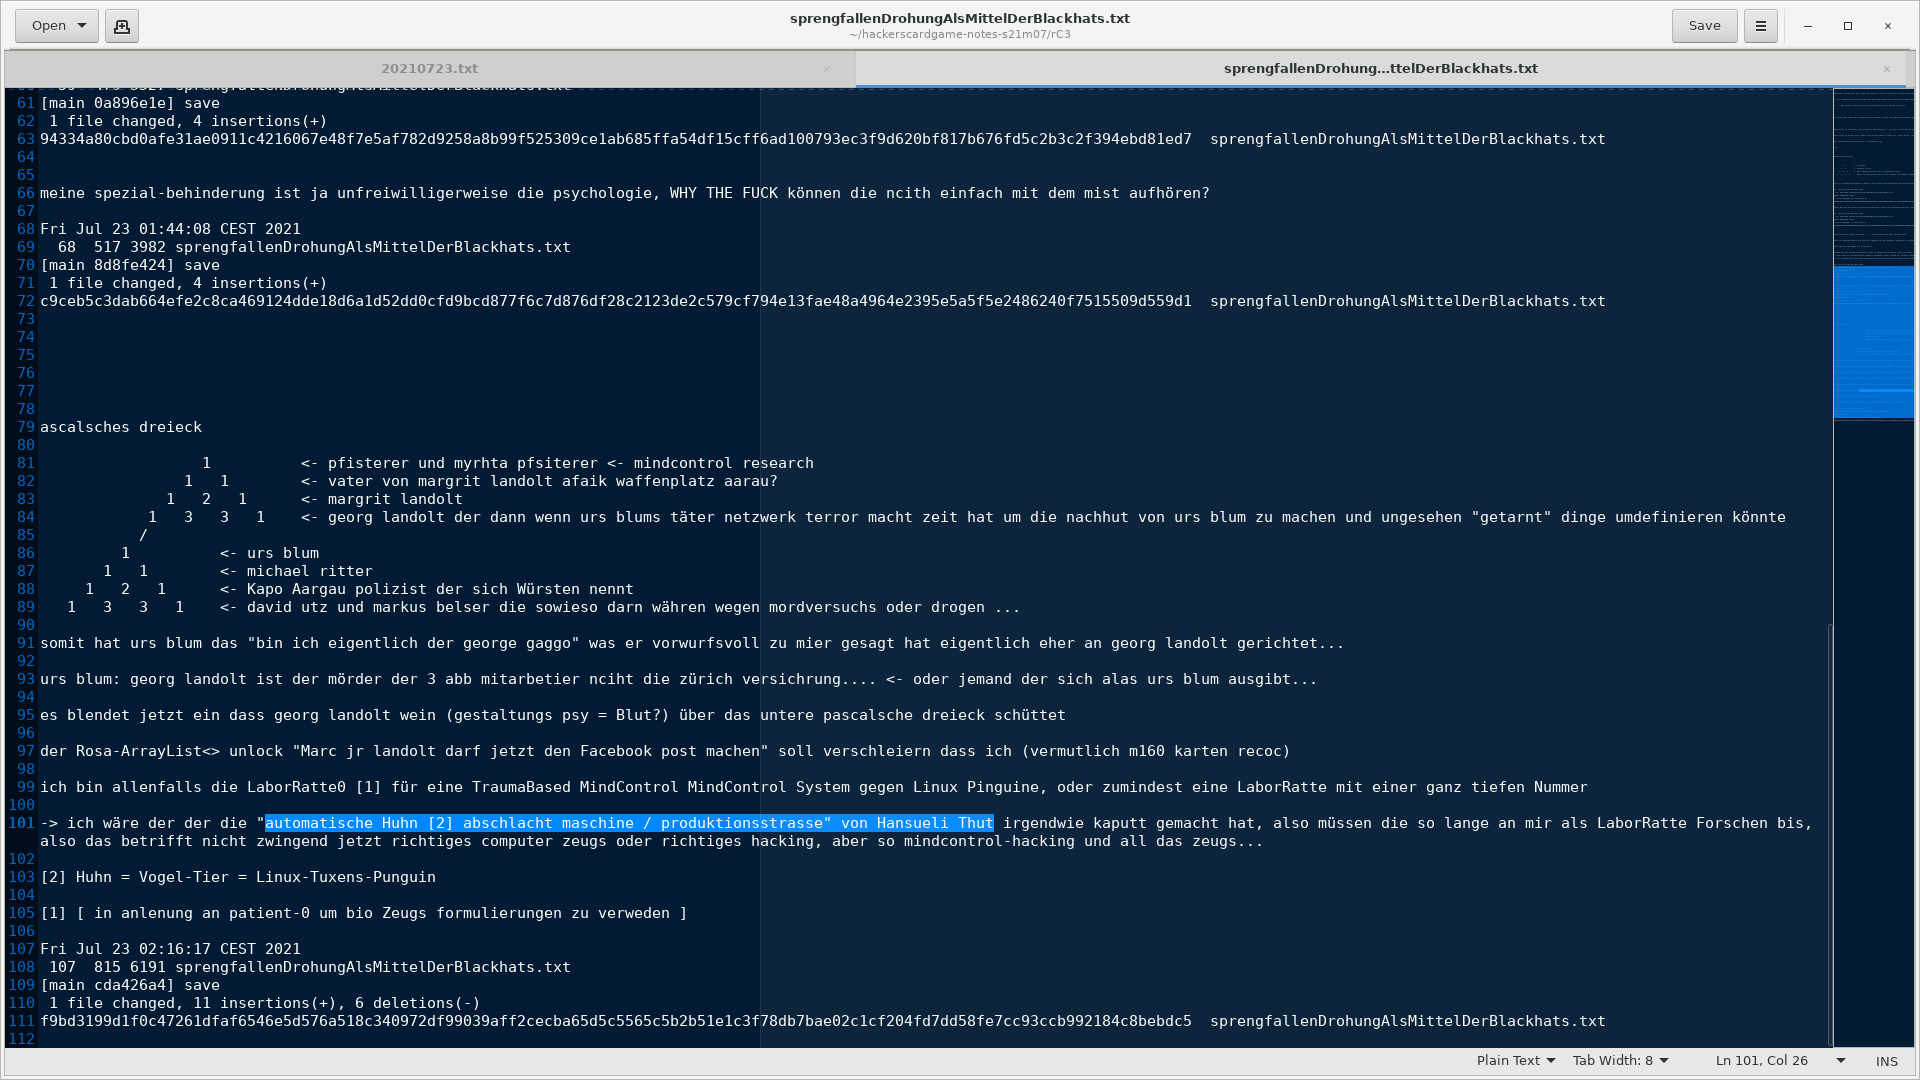 Open
sprengfallenDrohungAlsMittelDerBlackhats.txt
~/hackerscardgame-notes-s21m07/rC3
Save
20210723.txt
sprengfallenDrohung...ttelDerBlackhats.txt
61 [main 0a896e1e] save
62  1 file changed, 4 insertions(+)
63 94334a80cbd0afe31ae0911c4216067e48f7e5af782d9258a8b99f525309ce1ab685ffa54df15cff6ad100793ec3f9d620bf817b676fd5c2b3c2f394ebd81ed7  sprengfallenDrohungAlsMittelDerBlackhats.txt
64
65
66 meine spezial-behinderung ist ja unfreiwilligerweise die psychologie, WHY THE FUCK können die ncith einfach mit dem mist aufhören?
67
68 Fri Jul 23 01:44:08 CEST 2021
69   68  517 3982 sprengfallenDrohungAlsMittelDerBlackhats.txt
70 [main 8d8fe424] save
71  1 file changed, 4 insertions(+)
72 c9ceb5c3dab664efe2c8ca469124dde18d6a1d52dd0cfd9bcd877f6c7d876df28c2123de2c579cf794e13fae48a4964e2395e5a5f5e2486240f7515509d559d1  sprengfallenDrohungAlsMittelDerBlackhats.txt
73
74
75
76
77
78
79 ascalsches dreieck
80
81                   1          <- pfisterer und myrhta pfsiterer <- mindcontrol research
82                 1   1        <- vater von margrit landolt afaik waffenplatz aarau?
83               1   2   1      <- margrit landolt
84             1   3   3   1    <- georg landolt der dann wenn urs blums täter netzwerk terror macht zeit hat um die nachhut von urs blum zu machen und ungesehen "getarnt" dinge umdefinieren könnte
85            /
86          1          <- urs blum
87        1   1        <- michael ritter
88      1   2   1      <- Kapo Aargau polizist der sich Würsten nennt
89    1   3   3   1    <- david utz und markus belser die sowieso darn währen wegen mordversuchs oder drogen ...
90
91 somit hat urs blum das "bin ich eigentlich der george gaggo" was er vorwurfsvoll zu mier gesagt hat eigentlich eher an georg landolt gerichtet...
92
93 urs blum: georg landolt ist der mörder der 3 abb mitarbetier nciht die zürich versichrung.... <- oder jemand der sich alas urs blum ausgibt...
94
95 es blendet jetzt ein dass georg landolt wein (gestaltungs psy = Blut?) über das untere pascalsche dreieck schüttet
96
97 der Rosa-ArrayList<> unlock "Marc jr landolt darf jetzt den Facebook post machen" soll verschleiern dass ich (vermutlich m160 karten recoc)
98
99 ich bin allenfalls die LaborRatte0 [1] für eine TraumaBased MindControl MindControl System gegen Linux Pinguine, oder zumindest eine LaborRatte mit einer ganz tiefen Nummer
100
101 -> ich wäre der der die "automatische Huhn [2] abschlacht maschine / produktionsstrasse" von Hansueli Thut irgendwie kaputt gemacht hat, also müssen die so lange an mir als LaborRatte Forschen bis,
also das betrifft nicht zwingend jetzt richtiges computer zeugs oder richtiges hacking, aber so mindcontrol-hacking und all das zeugs...
102
103 [2] Huhn = Vogel-Tier = Linux-Tuxens-Punguin
104
105 [1] [ in anlenung an patient-0 um bio Zeugs formulierungen zu verweden ]
106
107 Fri Jul 23 02:16:17 CEST 2021
108  107  815 6191 sprengfallenDrohungAlsMittelDerBlackhats.txt
109 [main cda426a4] save
110  1 file changed, 11 insertions(+), 6 deletions(-)
111 f9bd3199d1f0c47261dfaf6546e5d576a518c340972df99039aff2cecba65d5c5565c5b2b51e1c3f78db7bae02c1cf204fd7dd58fe7cc93ccb992184c8bebdc5  sprengfallenDrohungAlsMittelDerBlackhats.txt
112
Plain Text
Tab Width: 8
Ln 101, Col 26
INS